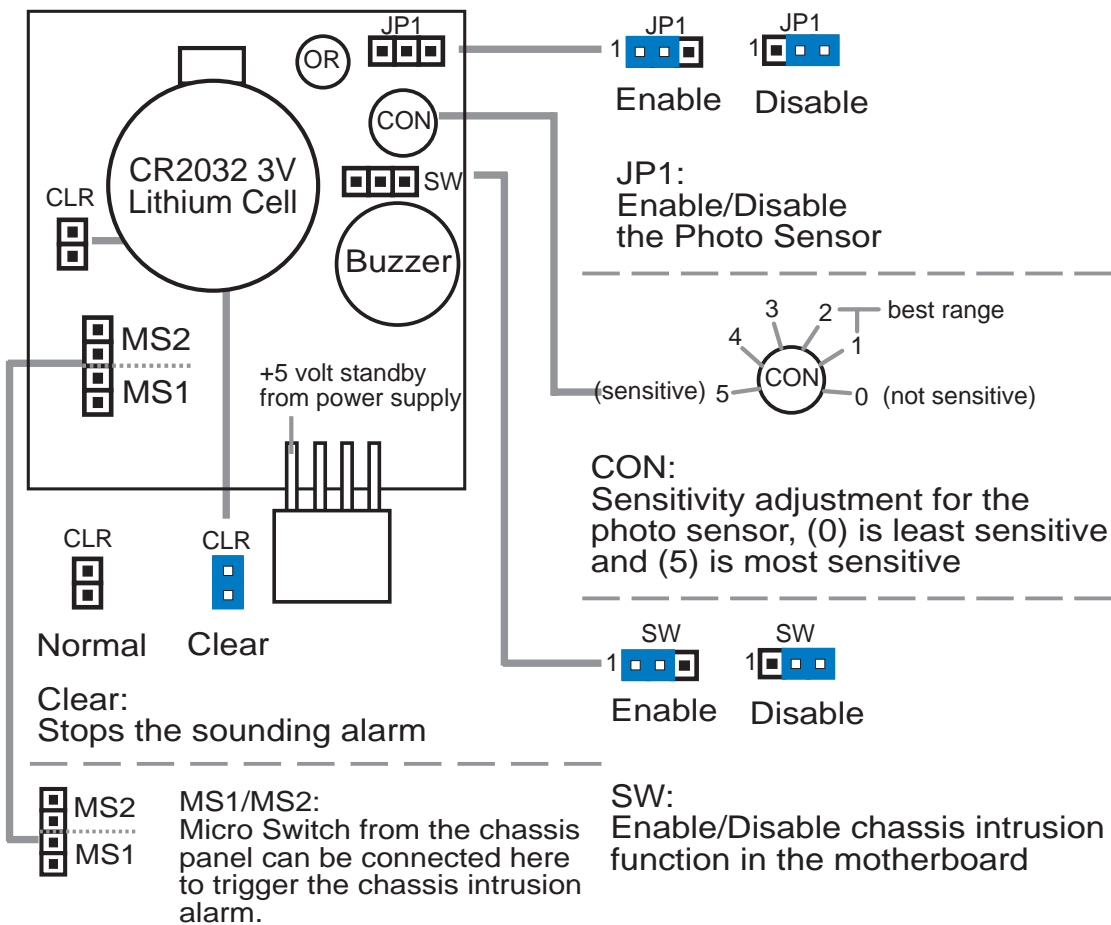 JP1
OR
CON
CR2032 3V
Lithium Cell
SW
CLR
Buzzer
MS2
MS1
+5 volt standby
from power supply
CLR
Normal
CLR
Clear
Clear:
Stops the sounding alarm
MS2
MS1
MS1/MS2:
Micro Switch from the chassis
panel can be connected here
to trigger the chassis intrusion
alarm.
JP1
1
Enable
JP1
1
Disable
JP1:
Enable/Disable
the Photo Sensor
3
2
best range
4
1
CON
(sensitive) 5
0 (not sensitive)
CON:
Sensitivity adjustment for the
photo sensor, (0) is least sensitive
and (5) is most sensitive
SW
1
Enable
SW
1
Disable
SW:
Enable/Disable chassis intrusion
function in the motherboard